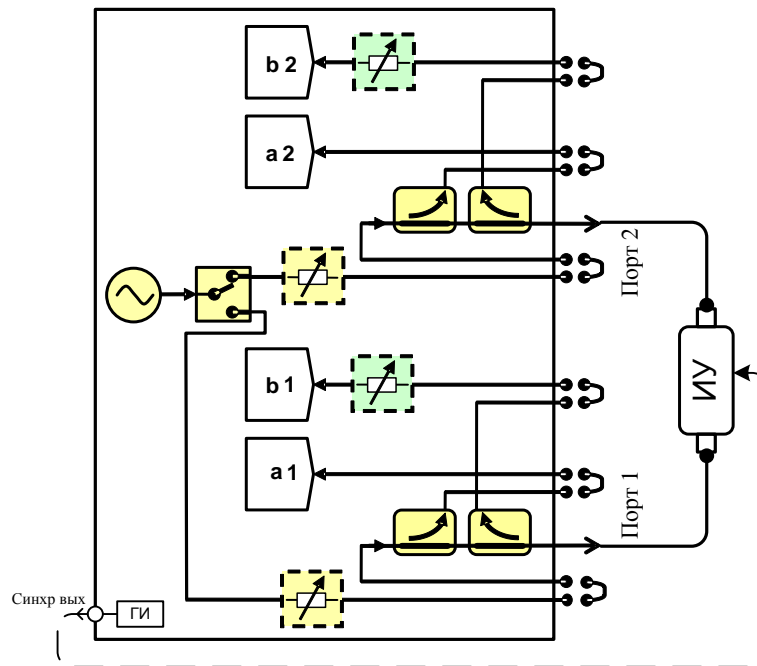 b 2
a 2
Порт 2
b 1
ИУ
a 1
Порт 1
Синхр вых
ГИ